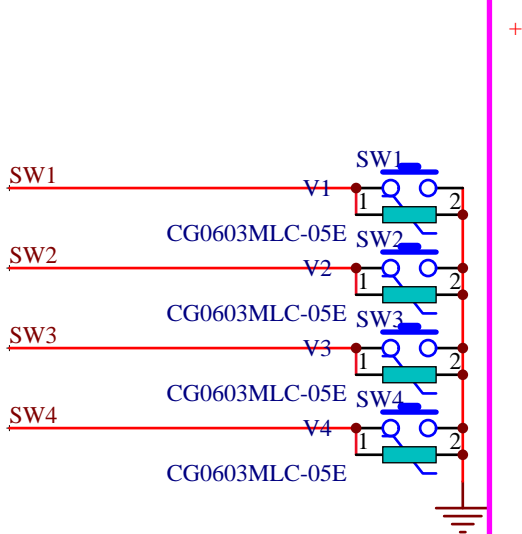 SW1
SW1 V1
1 2
CG0603MLC-05E
SW2
SW2 V2
1 2
CG0603MLC-05E
SW3
SW3 V3
1 2
CG0603MLC-05E
SW4
SW4 V4
1 2
CG0603MLC-05E